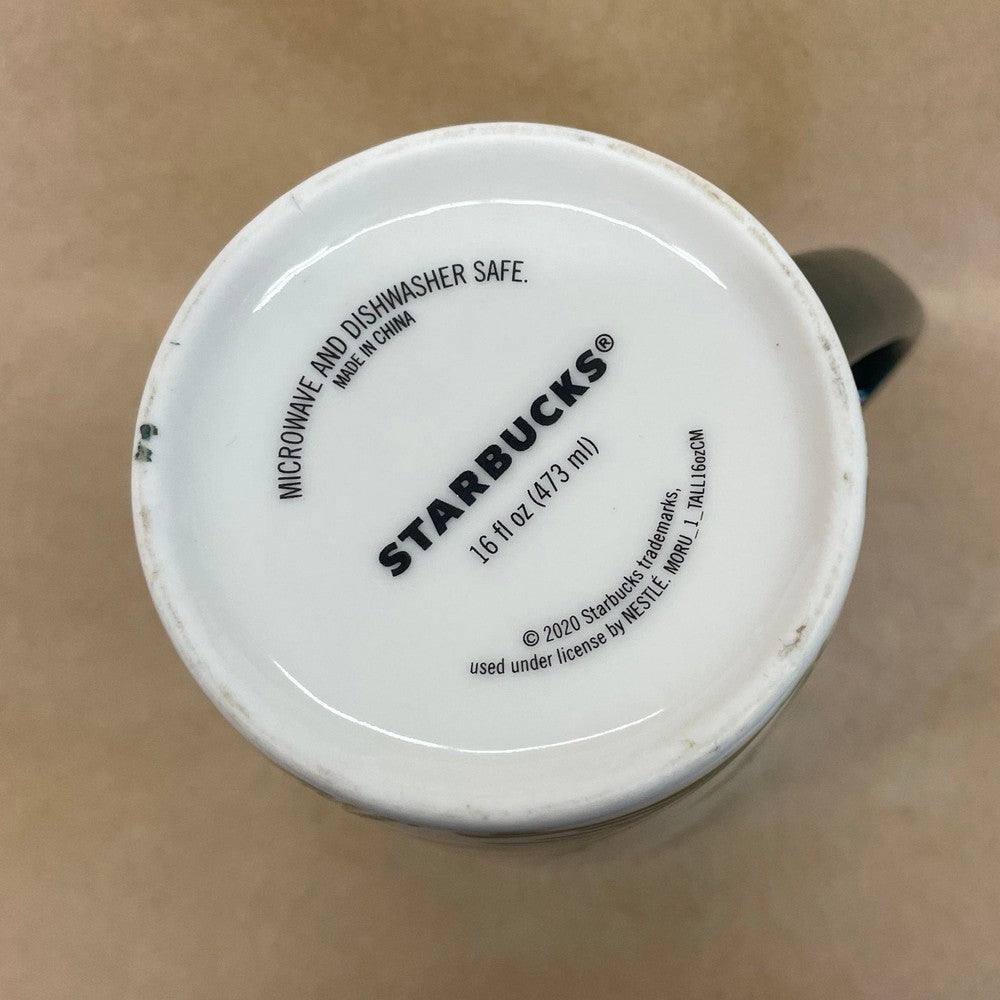 MICROWAVE AND DISHWASHER SAFE.
MADE IN CHINA
STARBUCKS®
16 fl oz (473 ml)
© 2020 Starbucks trademarks,
used under license by NESTLÉ. MORU_1_TALL16ozCM